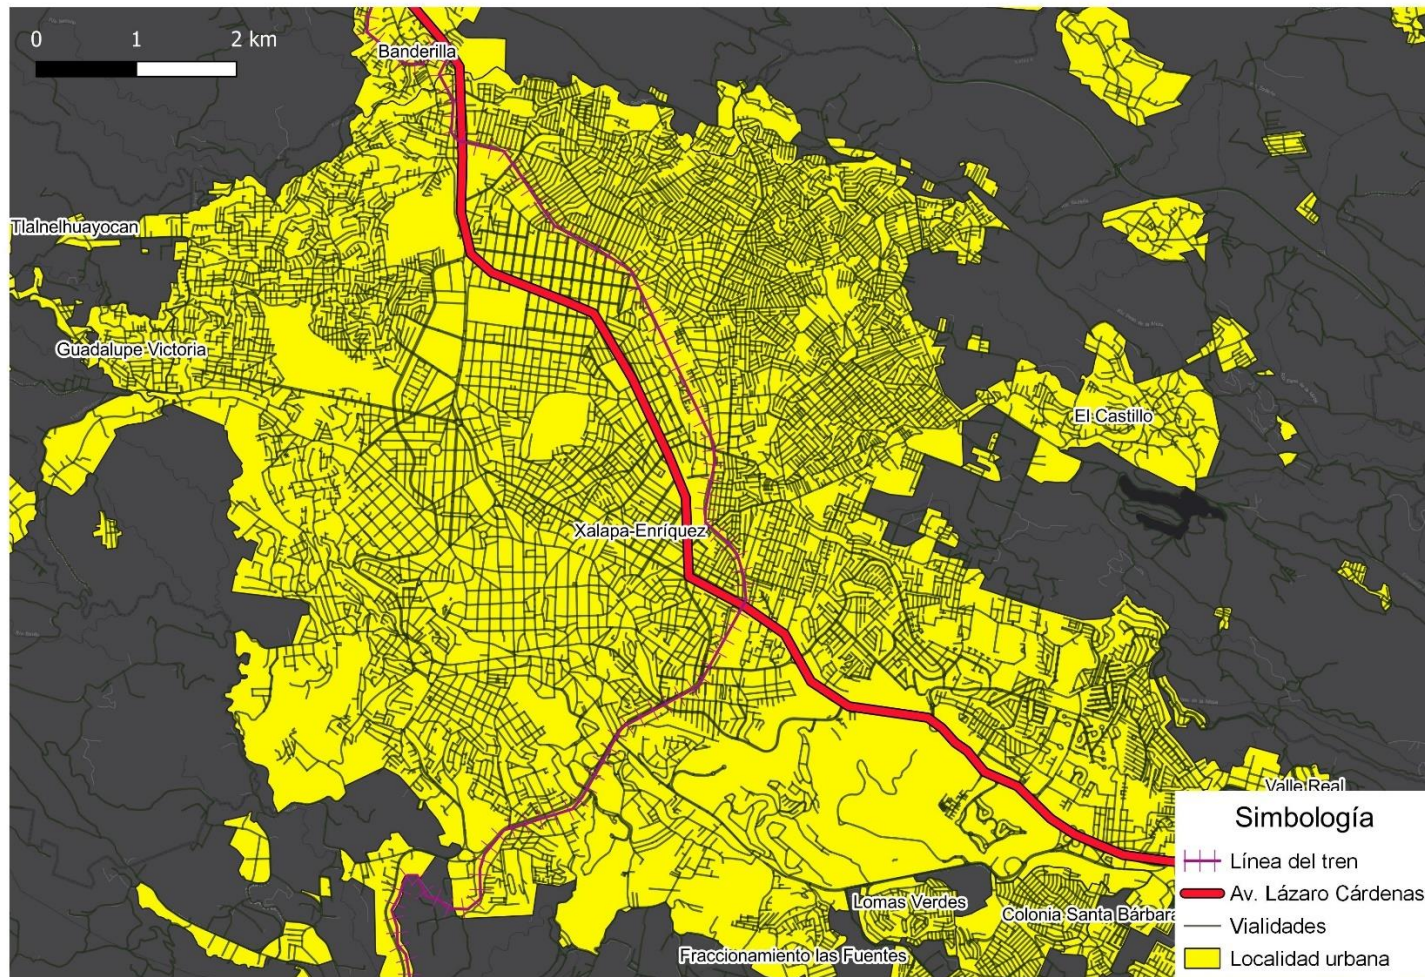 0 1 2 km
Banderilla
Tlalnelhuayocan
Guadalupe Victoria
El Castillo
Xalapa-Enríquez
Valle Real
Lomas Verdes
Colonia Santa Bárbara
Fraccionamiento las Fuentes
Simbología
Línea del tren
Av. Lázaro Cárdenas
Vialidades
Localidad urbana